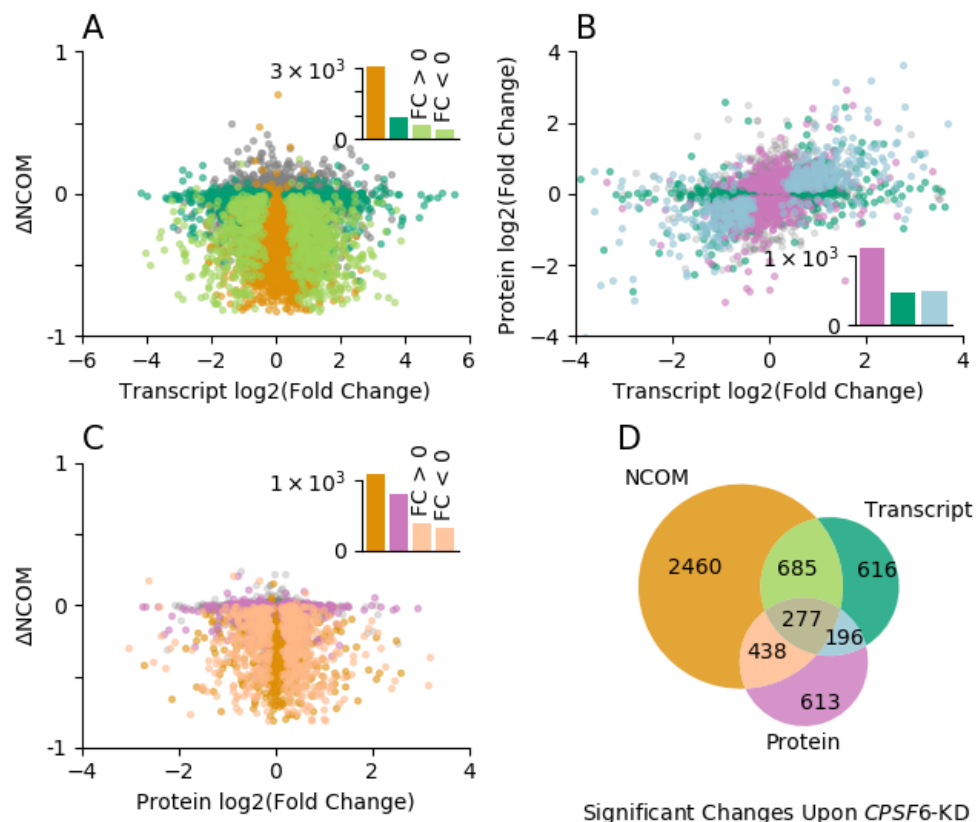 A
1
0
-1
ΔNCOM
−6
−4
−2
0
2
4
6
Transcript log2(Fold Change)
3 × 10³
0
FC > 0
FC < 0
B
4
2
0
−2
−4
Protein log2(Fold Change)
−4
−2
0
2
4
Transcript log2(Fold Change)
1 × 10³
0
C
1
0
-1
ΔNCOM
−4
−2
0
2
4
Protein log2(Fold Change)
1 × 10³
0
FC > 0
FC < 0
D
NCOM
Transcript
2460
685
616
277
196
438
613
Protein
Significant Changes Upon CPSF6-KD